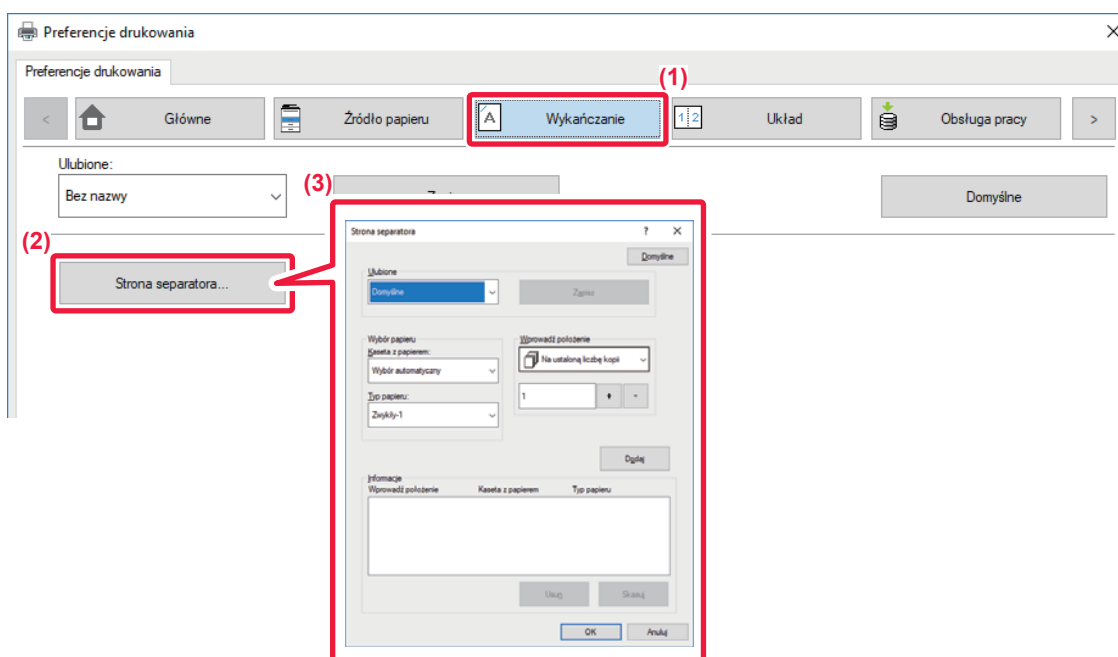 Preferencje drukowania
Preferencje drukowania
(1)
< Główne Źródło papieru A Wykańczanie 1 2 Układ Obsługa pracy >
Ulubione:
Bez nazwy
(3)
Domyślne
(2)
Strona separatora...
Strona separatora ? ✕
Domyślne
Ulubione
Domyślne
Zapisz
Wybór papieru
Kaseta z papierem:
Wybór automatyczny
Typ papieru:
Zwykły-1
Wprowadź położenie
Na ustaloną liczbę kopii
1
Dodaj
Informacje
Wprowadź położenie Kaseta z papierem Typ papieru
Usuń Skasuj
OK Anuluj